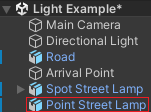 Light Example*
Main Camera
Directional Light
Road
Arrival Point
Spot Street Lamp
Point Street Lamp